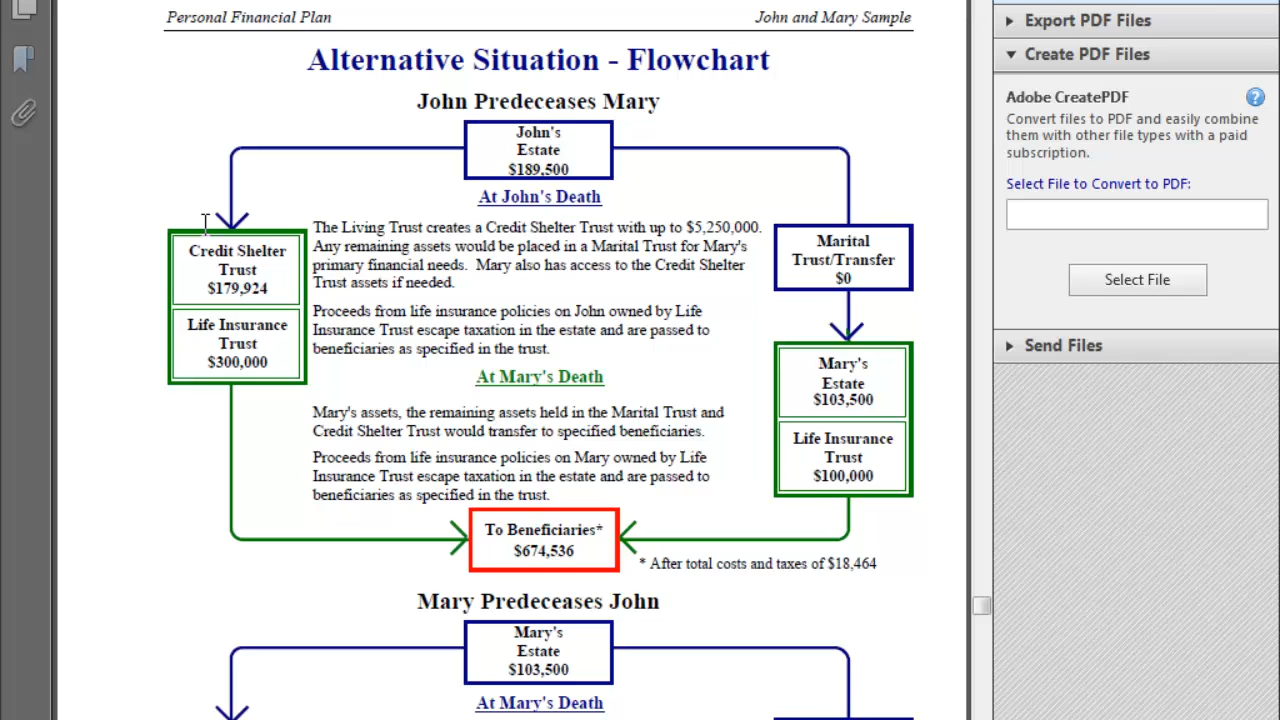 Personal Financial Plan
John and Mary Sample
Alternative Situation - Flowchart
John Predeceases Mary
John's
Estate
$189,500
At John's Death
The Living Trust creates a Credit Shelter Trust with up to $5,250,000.
Any remaining assets would be placed in a Marital Trust for Mary's
primary financial needs.  Mary also has access to the Credit Shelter
Trust assets if needed.
Proceeds from life insurance policies on John owned by Life
Insurance Trust escape taxation in the estate and are passed to
beneficiaries as specified in the trust.
Credit Shelter
Trust
$179,924
Life Insurance
Trust
$300,000
Marital
Trust/Transfer
$0
At Mary's Death
Mary's assets, the remaining assets held in the Marital Trust and
Credit Shelter Trust would transfer to specified beneficiaries.
Proceeds from life insurance policies on Mary owned by Life
Insurance Trust escape taxation in the estate and are passed to
beneficiaries as specified in the trust.
Mary's
Estate
$103,500
Life Insurance
Trust
$100,000
To Beneficiaries*
$674,536
* After total costs and taxes of $18,464
Mary Predeceases John
Mary's
Estate
$103,500
At Mary's Death
Export PDF Files
Create PDF Files
Adobe CreatePDF
?
Convert files to PDF and easily combine
them with other file types with a paid
subscription.
Select File to Convert to PDF:
Select File
Send Files